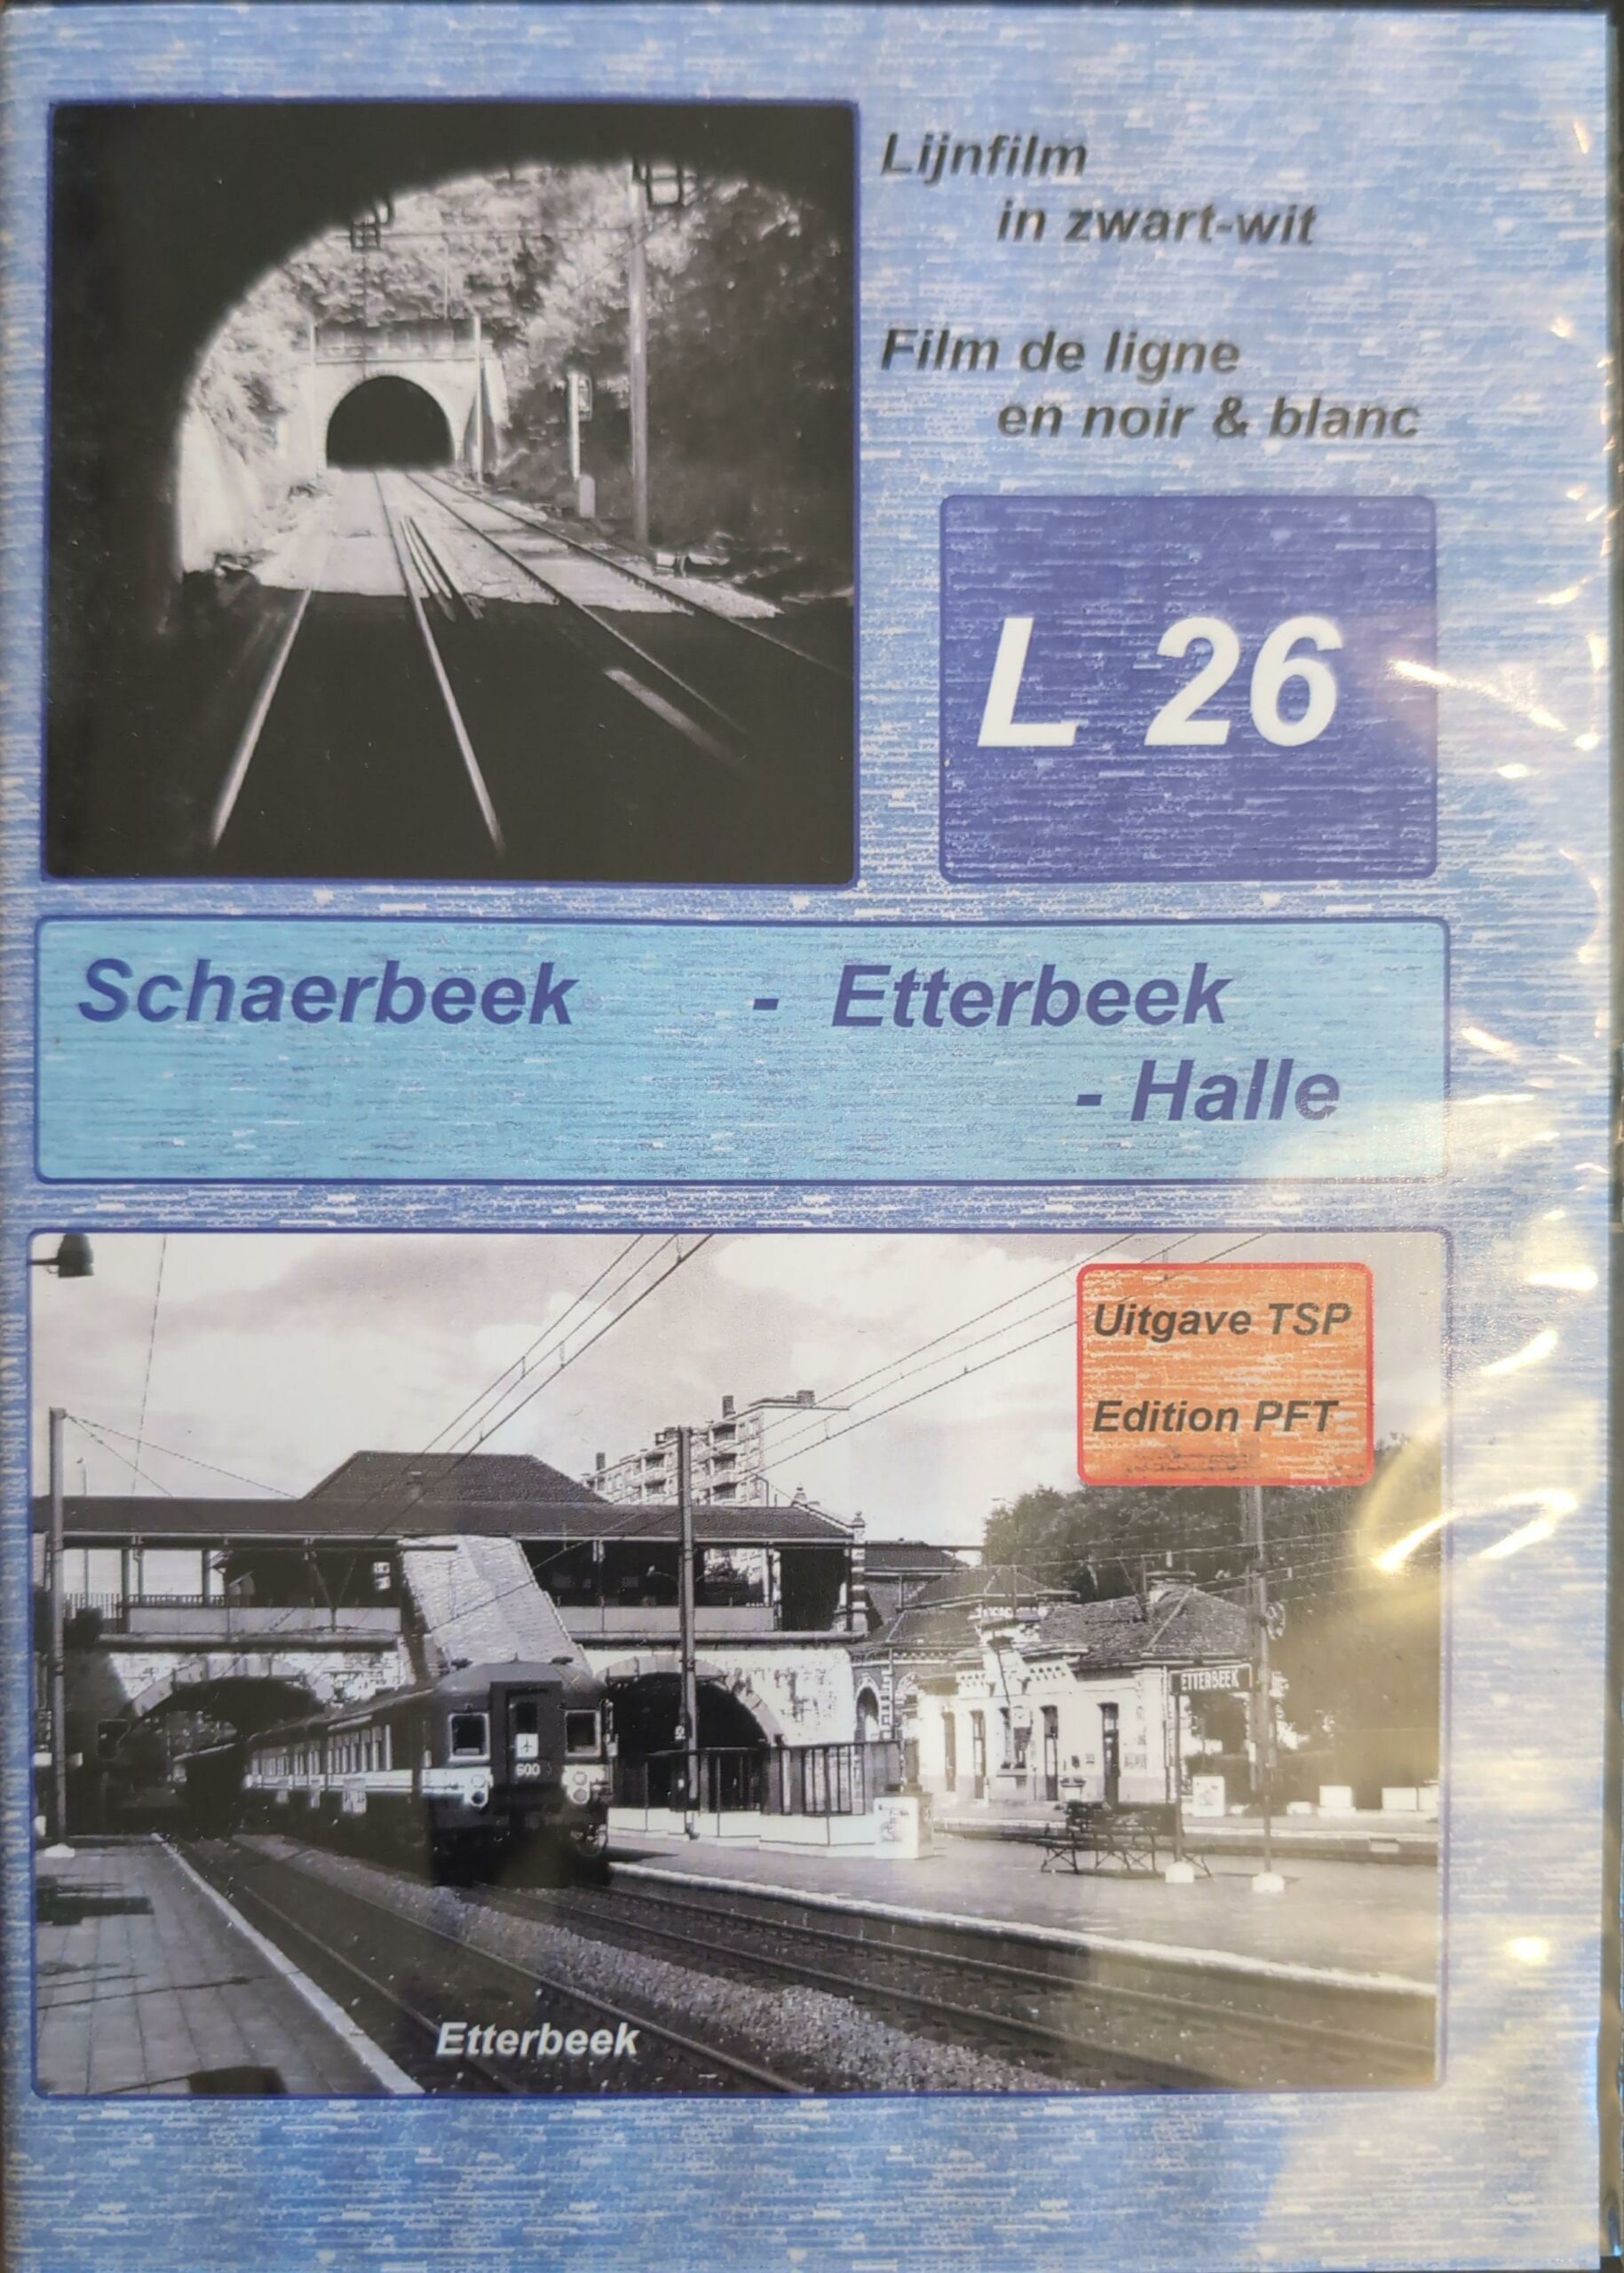 Lijnfilm
in zwart-wit
Film de ligne
en noir & blanc
L 26
Schaerbeek - Etterbeek
- Halle
Uitgave TSP
Edition PFT
ETTERBEEK
600
Etterbeek